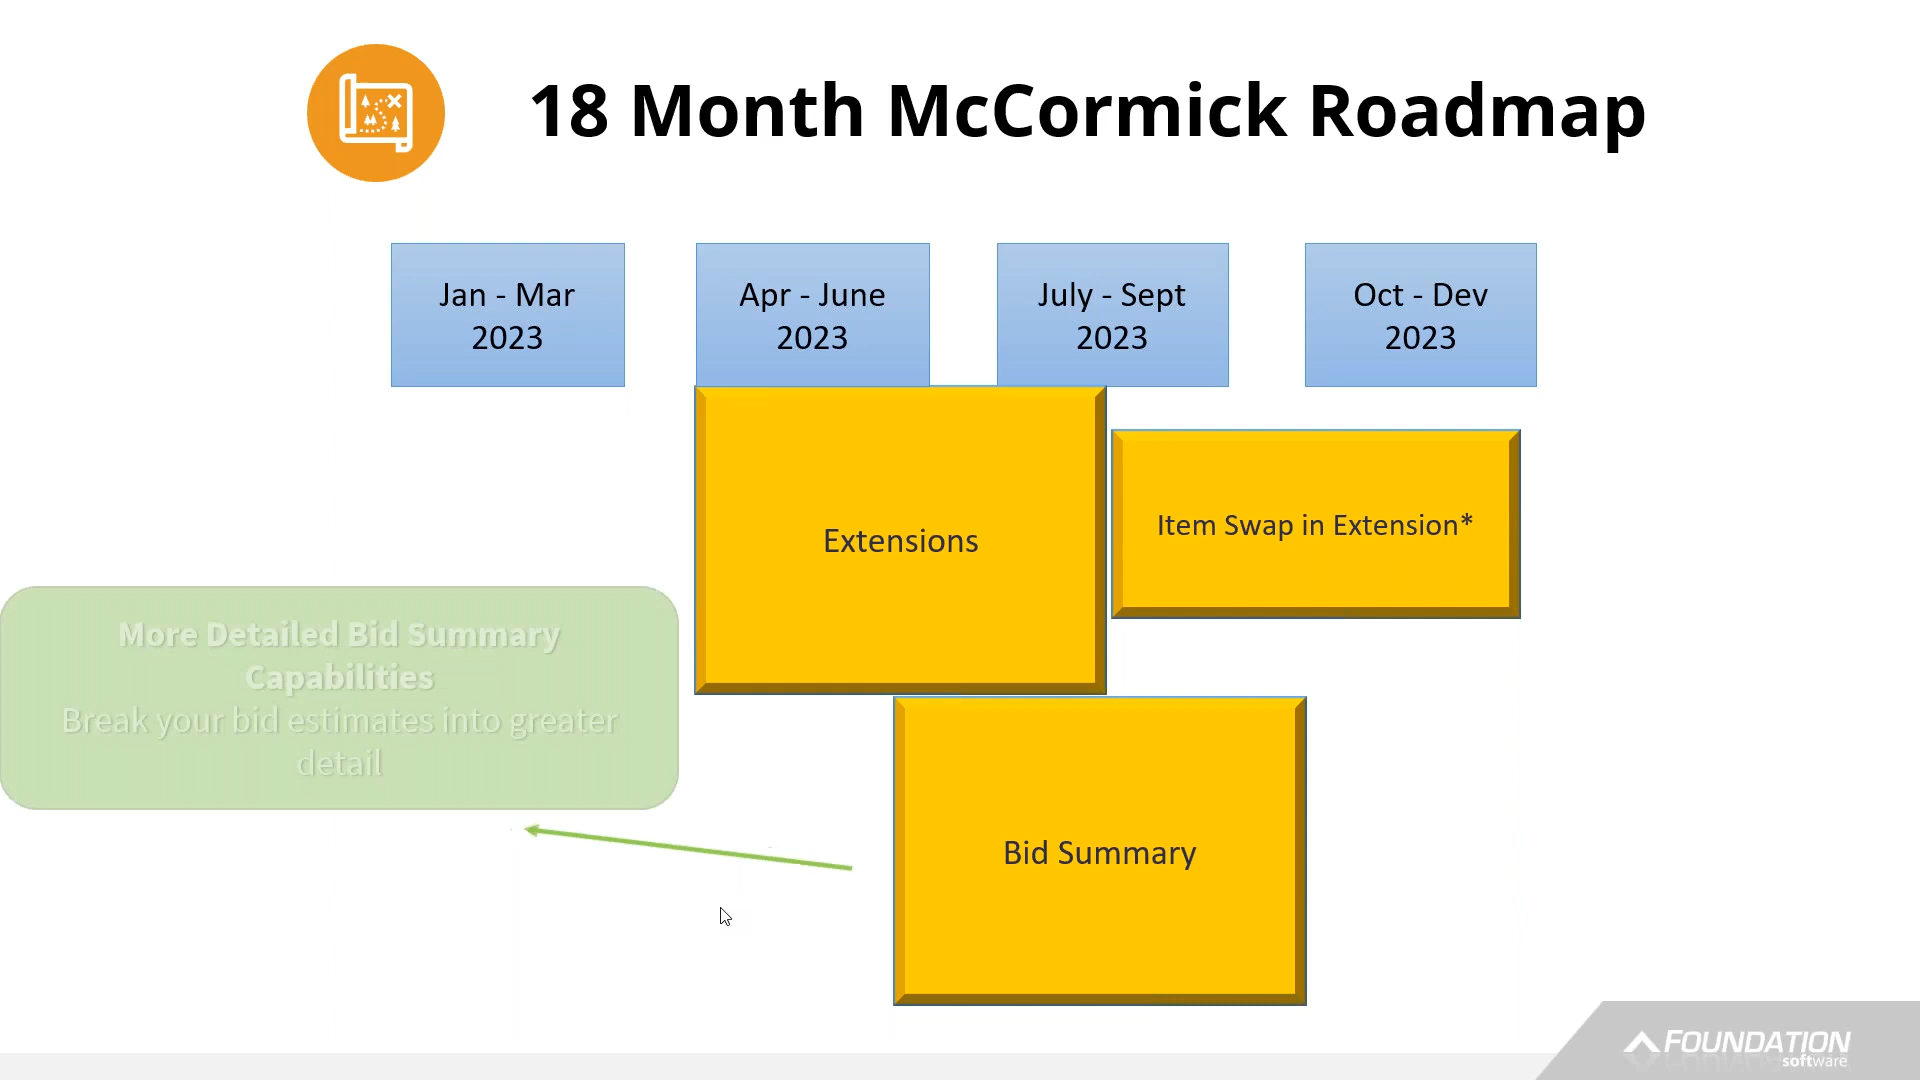 18 Month McCormick Roadmap
Jan - Mar
2023
Apr - June
2023
July - Sept
2023
Oct - Dev
2023
Extensions
Item Swap in Extension*
More Detailed Bid Summary
Capabilities
Break your bid estimates into greater
detail
Bid Summary
FOUNDATION
software